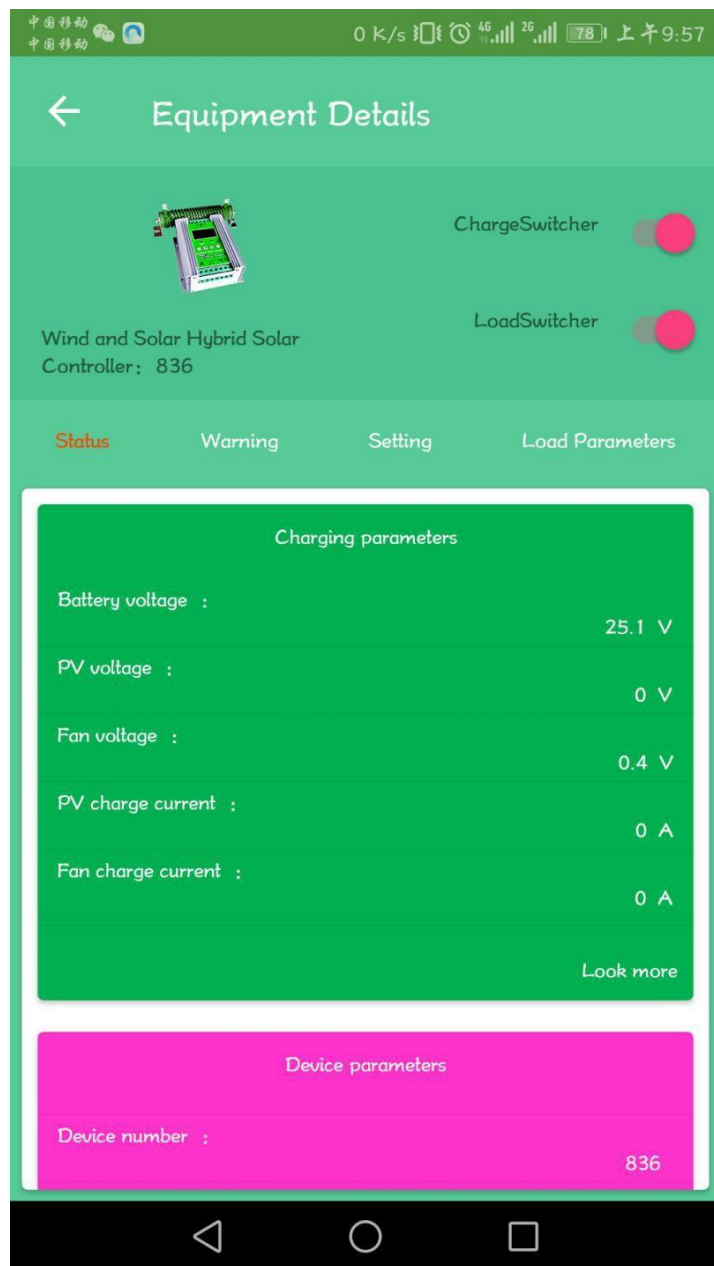 中国移动
中国移动
0 K/s 4G 2G 78 上午9:57
Equipment Details
ChargeSwitcher
LoadSwitcher
Wind and Solar Hybrid Solar
Controller：836
Status Warning Setting Load Parameters
Charging parameters
Battery voltage ：
25.1 V
PV voltage ：
0 V
Fan voltage ：
0.4 V
PV charge current ：
0 A
Fan charge current ：
0 A
Look more
Device parameters
Device number ：
836